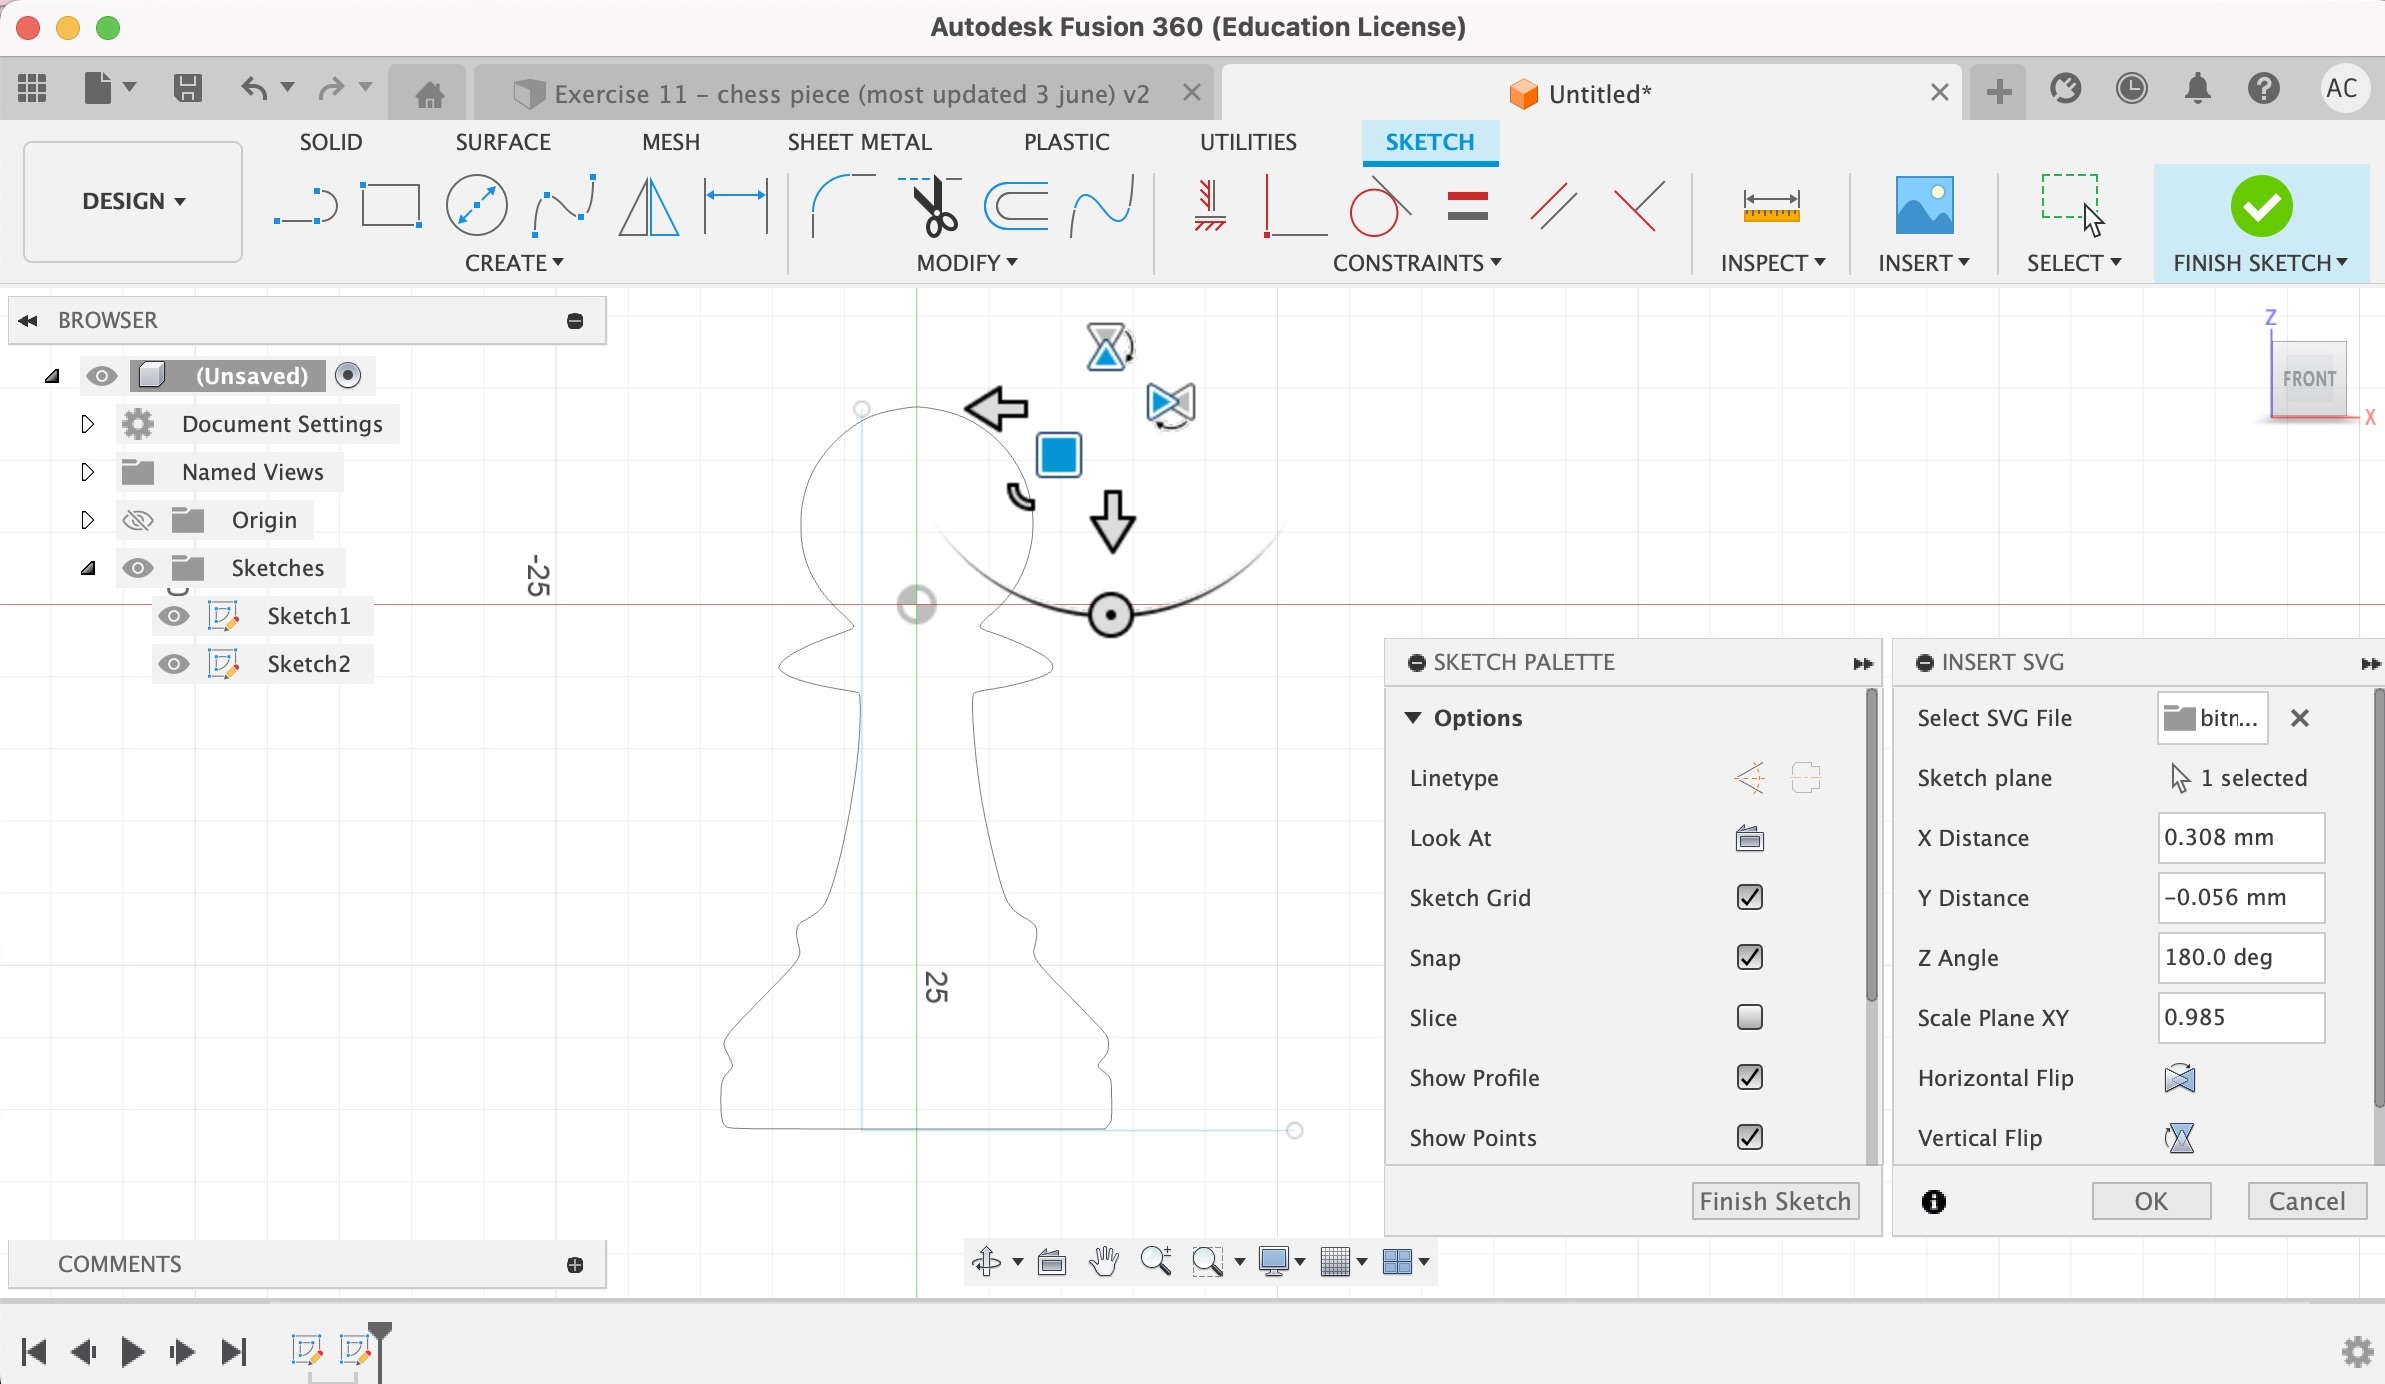 Autodesk Fusion 360 (Education License)
Exercise 11 – chess piece (most updated 3 june) v2
Untitled*
AC
DESIGN
SOLID
SURFACE
MESH
SHEET METAL
PLASTIC
UTILITIES
SKETCH
CREATE
MODIFY
CONSTRAINTS
INSPECT
INSERT
SELECT
FINISH SKETCH
BROWSER
(Unsaved)
Document Settings
Named Views
Origin
Sketches
Sketch1
Sketch2
-25
25
Z
FRONT
X
SKETCH PALETTE
Options
Linetype
Look At
Sketch Grid
Snap
Slice
Show Profile
Show Points
Finish Sketch
INSERT SVG
Select SVG File
bitr...
Sketch plane
1 selected
X Distance
0.308 mm
Y Distance
-0.056 mm
Z Angle
180.0 deg
Scale Plane XY
0.985
Horizontal Flip
Vertical Flip
OK
Cancel
COMMENTS